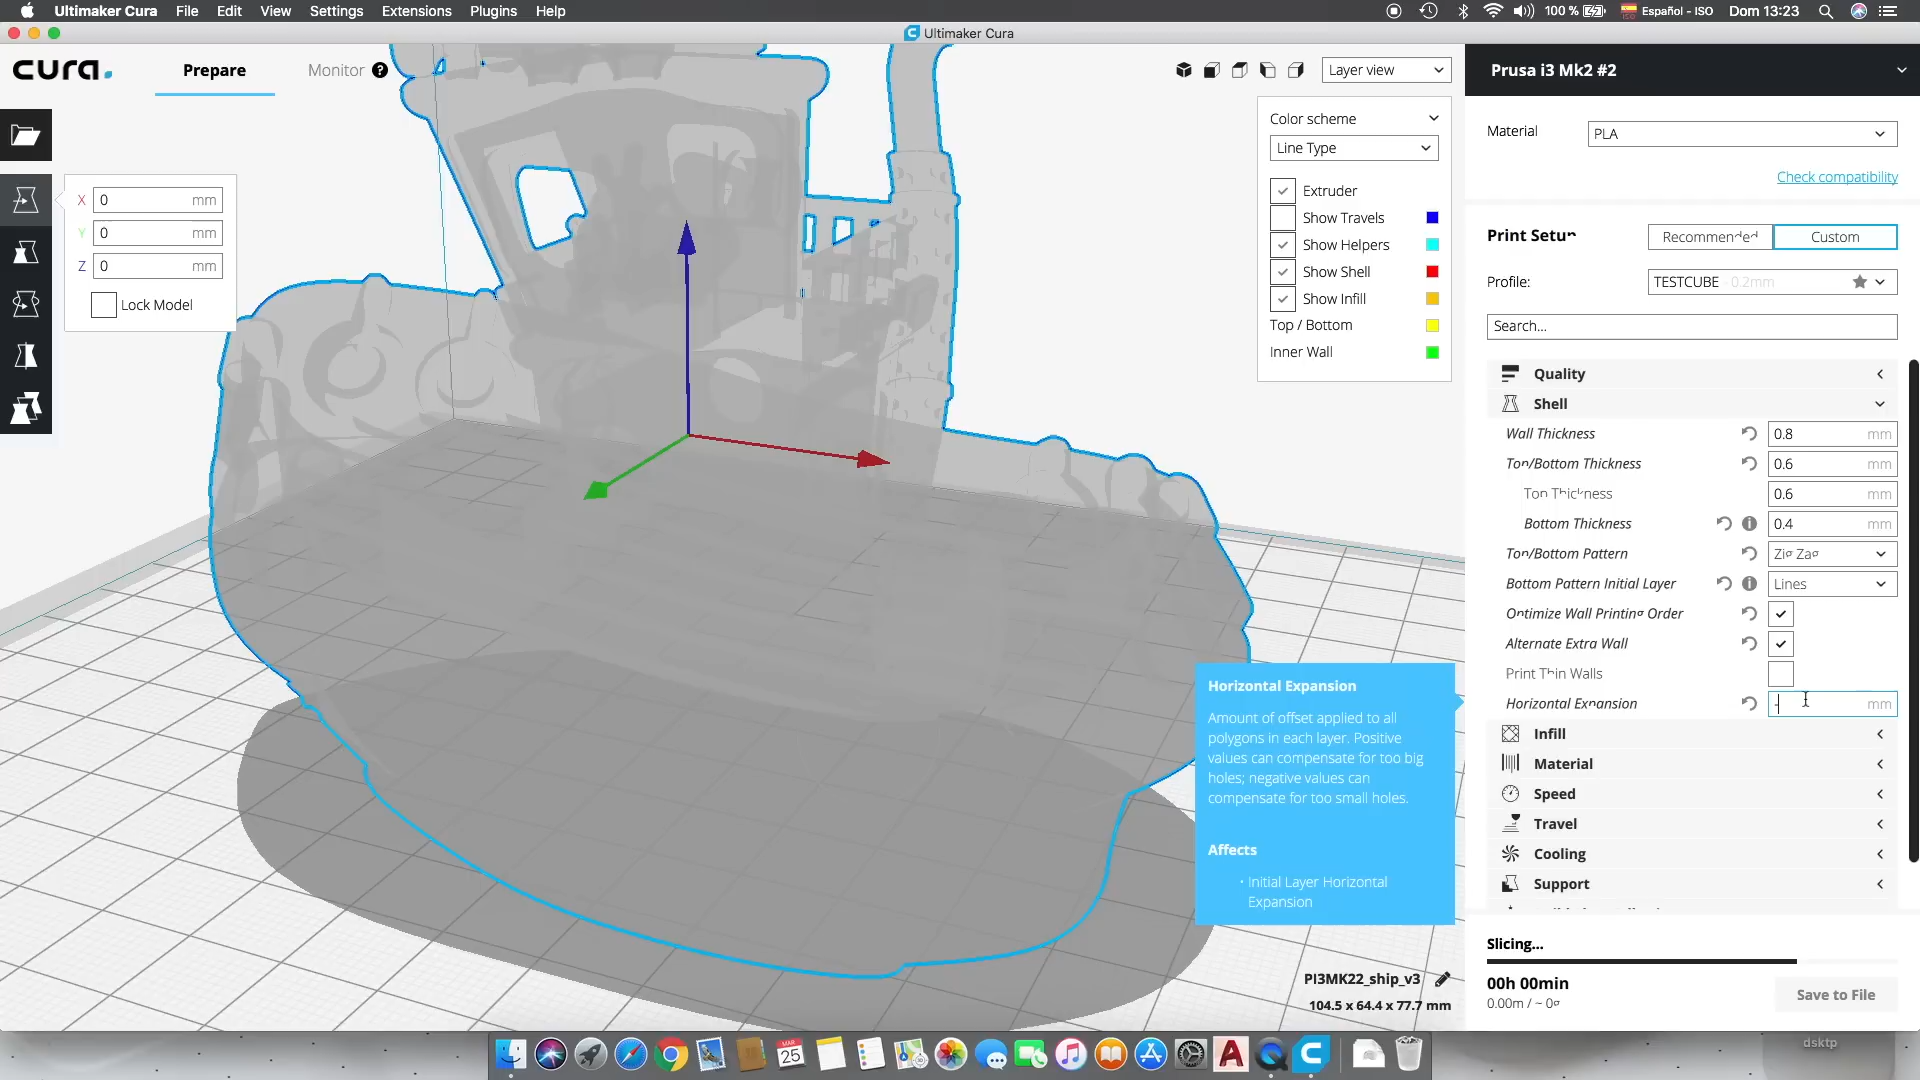 Ultimaker Cura File Edit View Settings Extensions Plugins Help
100 % Español - ISO Dom 13:23
Ultimaker Cura
cura.
Prepare
Monitor ?
Layer view
Prusa i3 Mk2 #2
Color scheme
Line Type
Extruder
Show Travels
Show Helpers
Show Shell
Show Infill
Top / Bottom
Inner Wall
X 0 mm
Y 0 mm
Z 0 mm
Lock Model
Material PLA
Check compatibility
Print Setup
Recommended Custom
Profile: TESTCUBE - 0.2mm
Search...
Quality
Shell
Wall Thickness 0.8 mm
Top/Bottom Thickness 0.6 mm
Top Thickness 0.6 mm
Bottom Thickness 0.4 mm
Top/Bottom Pattern Zig Zag
Bottom Pattern Initial Layer Lines
Optimize Wall Printing Order
Alternate Extra Wall
Print Thin Walls
Horizontal Expansion - mm
Infill
Material
Speed
Travel
Cooling
Support
Horizontal Expansion
Amount of offset applied to all
polygons in each layer. Positive
values can compensate for too big
holes; negative values can
compensate for too small holes.
Affects
• Initial Layer Horizontal
Expansion
PI3MK22_ship_v3
104.5 x 64.4 x 77.7 mm
Slicing...
00h 00min
0.00m / ~ 0g
Save to File
MAR
25
dsktp